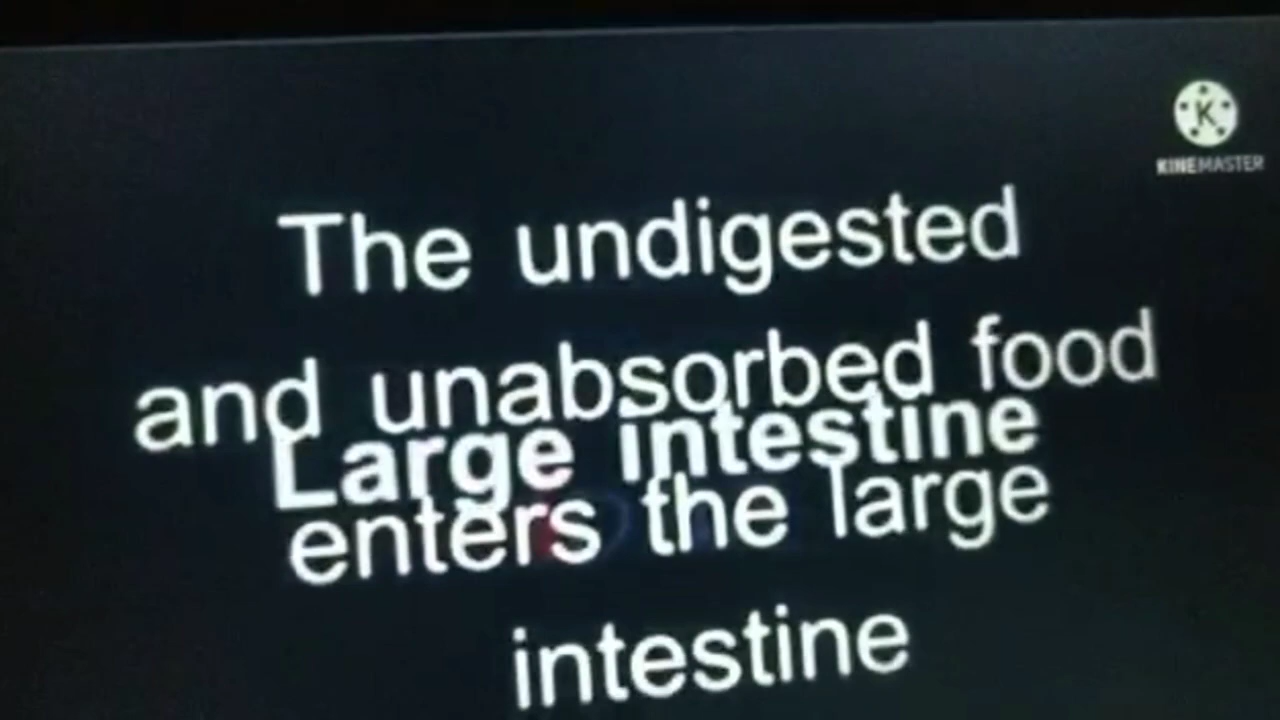 KINEMASTER
The undigested
and unabsorbed food
Large intestine
enters the large
intestine